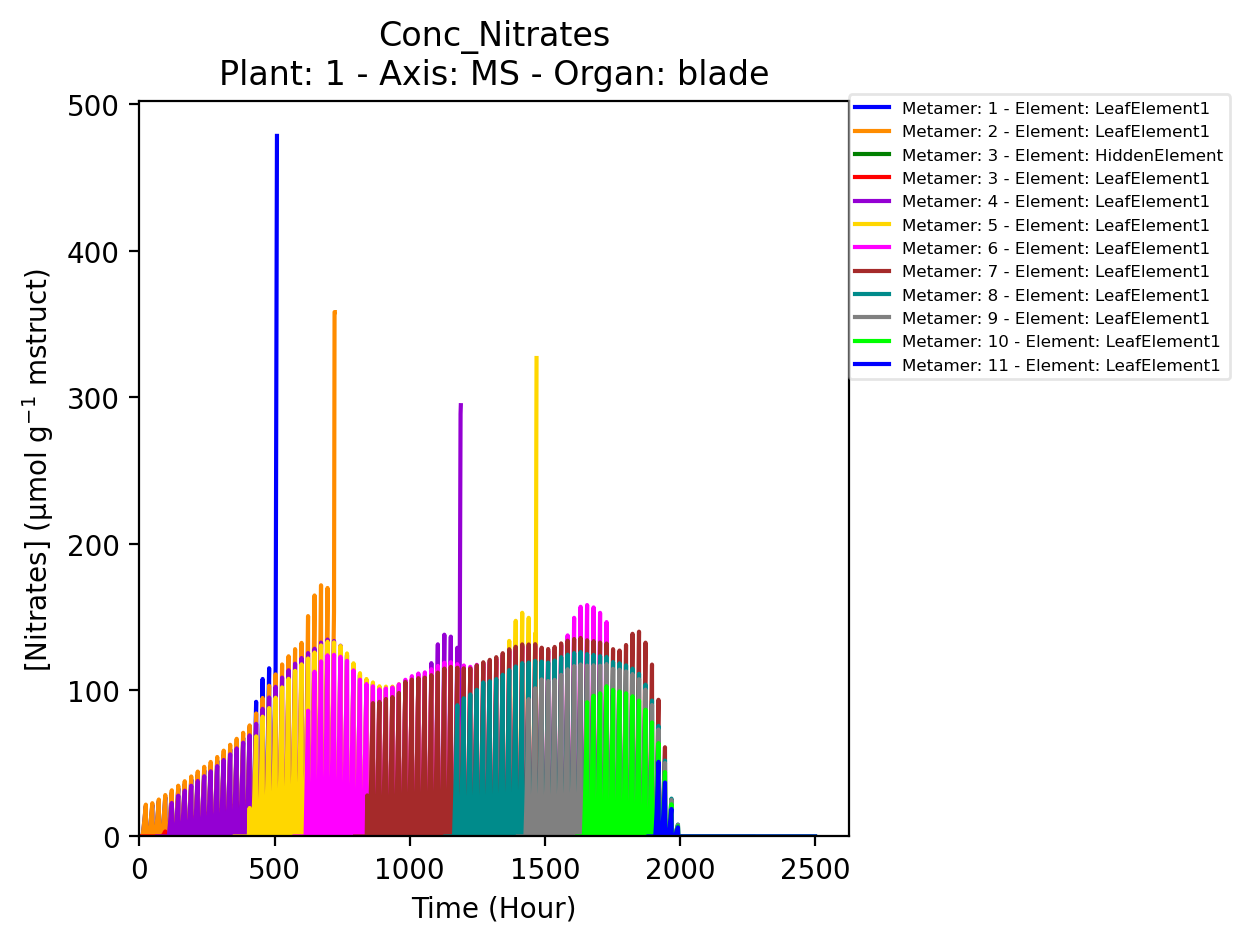 Conc_Nitrates
Plant: 1 - Axis: MS - Organ: blade
[Nitrates] (µmol g⁻¹ mstruct)
500
400
300
200
100
0
0 500 1000 1500 2000 2500
Time (Hour)
Metamer: 1 - Element: LeafElement1
Metamer: 2 - Element: LeafElement1
Metamer: 3 - Element: HiddenElement
Metamer: 3 - Element: LeafElement1
Metamer: 4 - Element: LeafElement1
Metamer: 5 - Element: LeafElement1
Metamer: 6 - Element: LeafElement1
Metamer: 7 - Element: LeafElement1
Metamer: 8 - Element: LeafElement1
Metamer: 9 - Element: LeafElement1
Metamer: 10 - Element: LeafElement1
Metamer: 11 - Element: LeafElement1